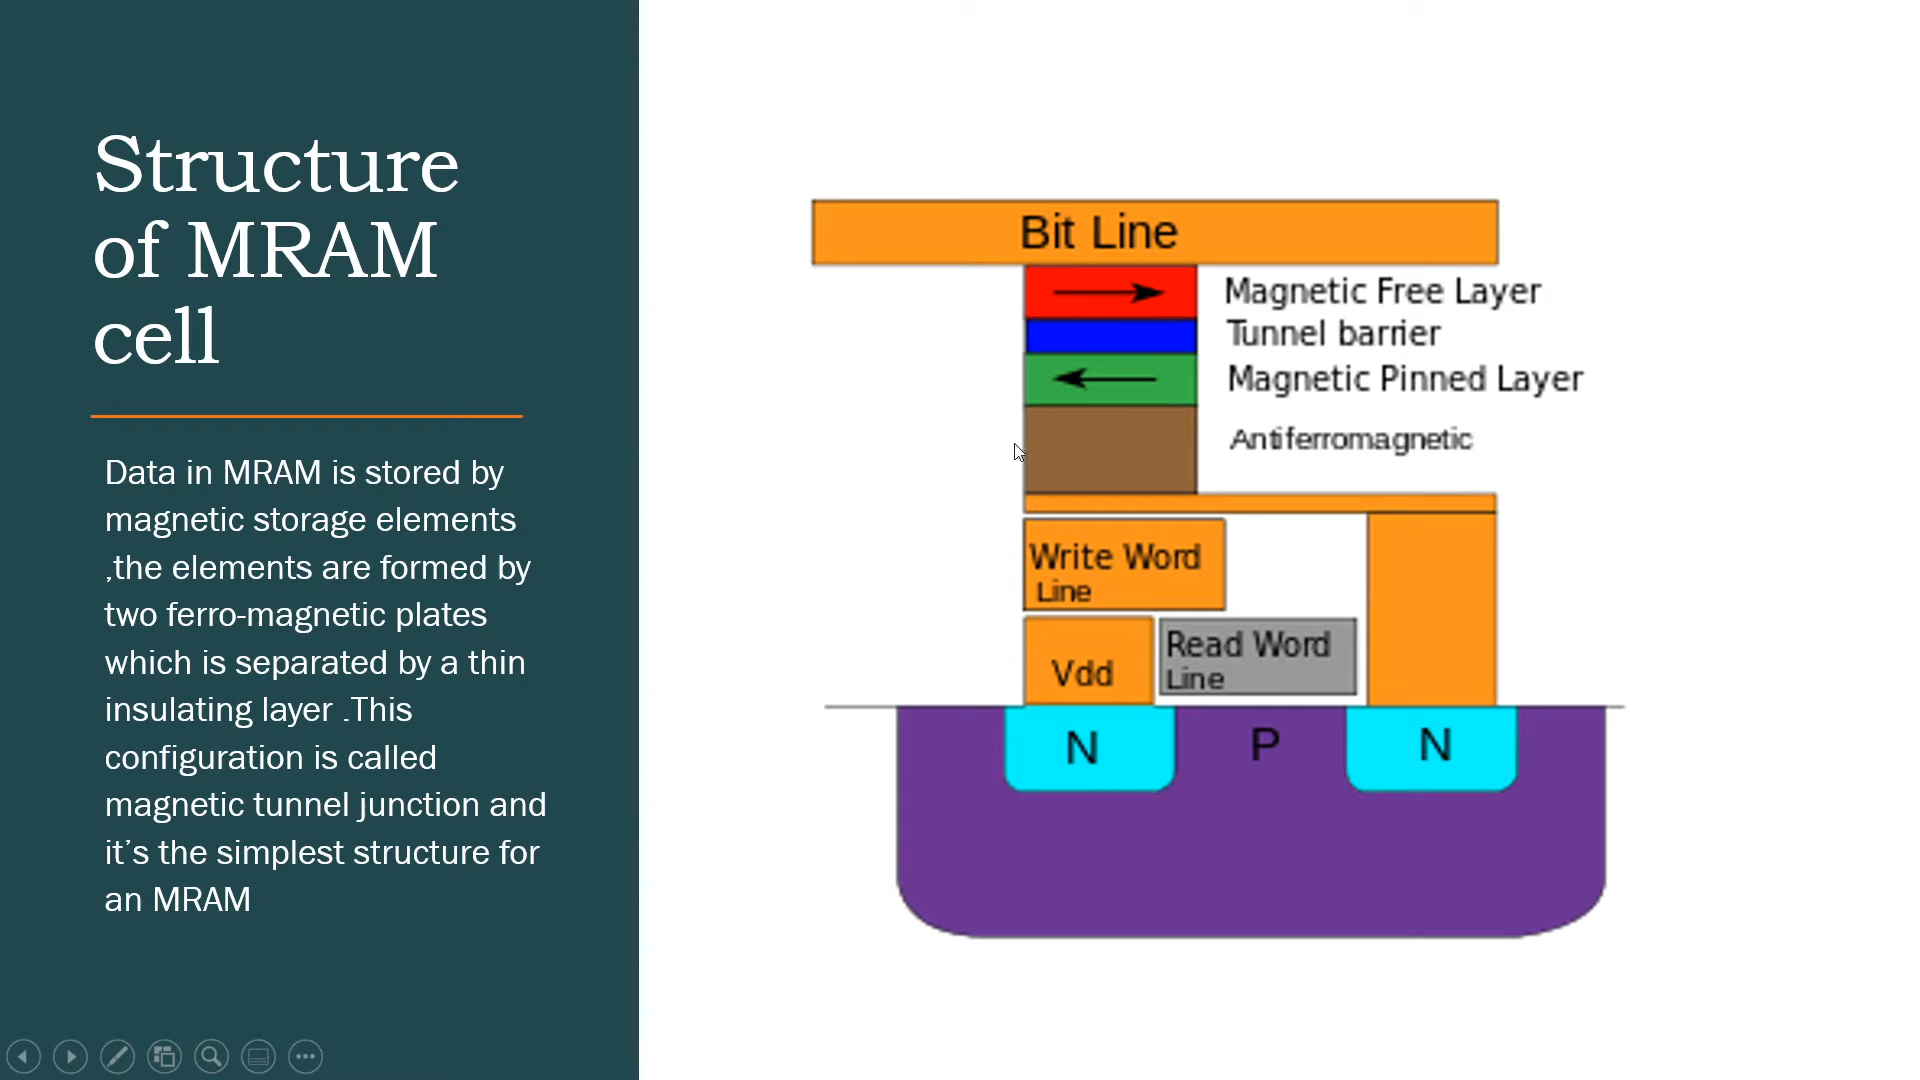 Structure
of MRAM
cell
Data in MRAM is stored by
magnetic storage elements
,the elements are formed by
two ferro-magnetic plates
which is separated by a thin
insulating layer .This
configuration is called
magnetic tunnel junction and
it’s the simplest structure for
an MRAM
Bit Line
Magnetic Free Layer
Tunnel barrier
Magnetic Pinned Layer
Antiferromagnetic
Write Word
Line
Vdd
Read Word
Line
N
P
N